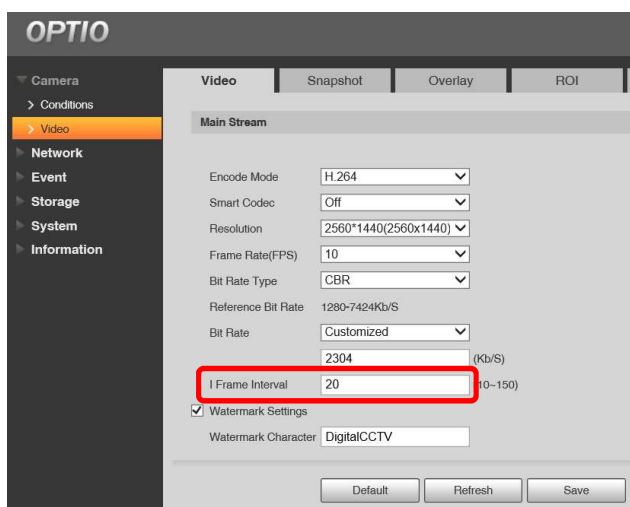 OPTIO
Camera
Conditions
Video
Network
Event
Storage
System
Information
Video Snapshot Overlay ROI
Main Stream
Encode Mode H.264
Smart Codec Off
Resolution 2560*1440(2560x1440)
Frame Rate(FPS) 10
Bit Rate Type CBR
Reference Bit Rate 1280-7424Kb/S
Bit Rate Customized
2304 (Kb/S)
I Frame Interval 20 (10~150)
Watermark Settings
Watermark Character DigitalCCTV
Default Refresh Save